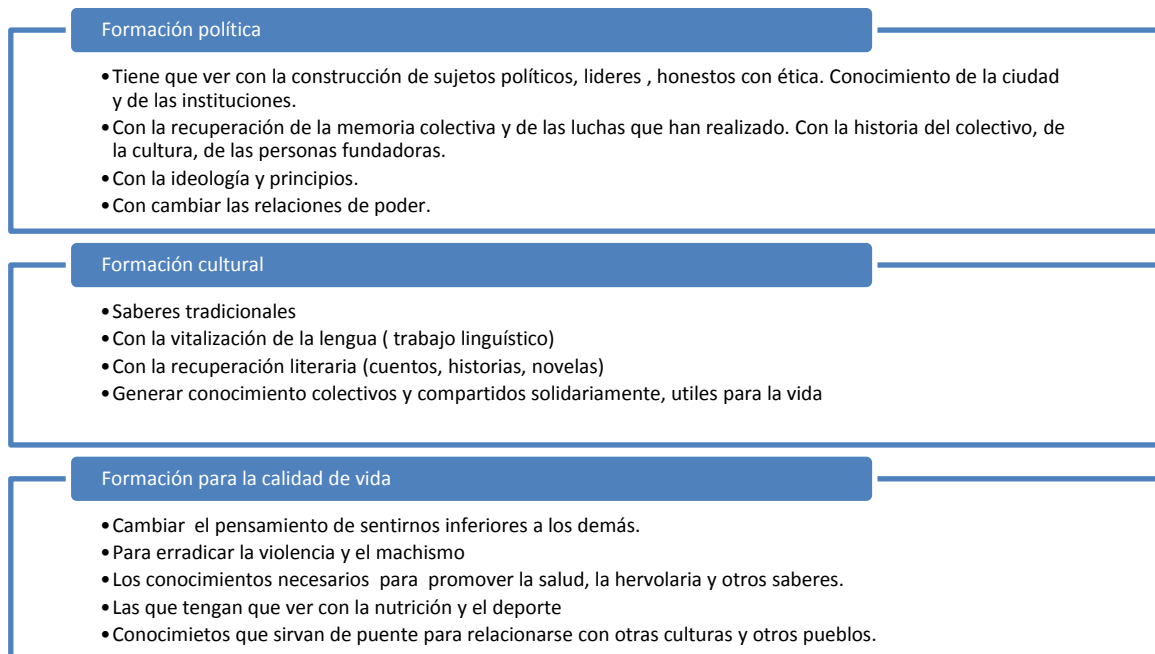 Formación política
•Tiene que ver con la construcción de sujetos políticos, lideres , honestos con ética. Conocimiento de la ciudad
y de las instituciones.
•Con la recuperación de la memoria colectiva y de las luchas que han realizado. Con la historia del colectivo, de
la cultura, de las personas fundadoras.
•Con la ideología y principios.
•Con cambiar las relaciones de poder.
Formación cultural
•Saberes tradicionales
•Con la vitalización de la lengua ( trabajo linguístico)
•Con la recuperación literaria (cuentos, historias, novelas)
•Generar conocimiento colectivos y compartidos solidariamente, utiles para la vida
Formación para la calidad de vida
•Cambiar  el pensamiento de sentirnos inferiores a los demás.
•Para erradicar la violencia y el machismo
•Los conocimientos necesarios  para  promover la salud, la hervolaria y otros saberes.
•Las que tengan que ver con la nutrición y el deporte
•Conocimietos que sirvan de puente para relacionarse con otras culturas y otros pueblos.